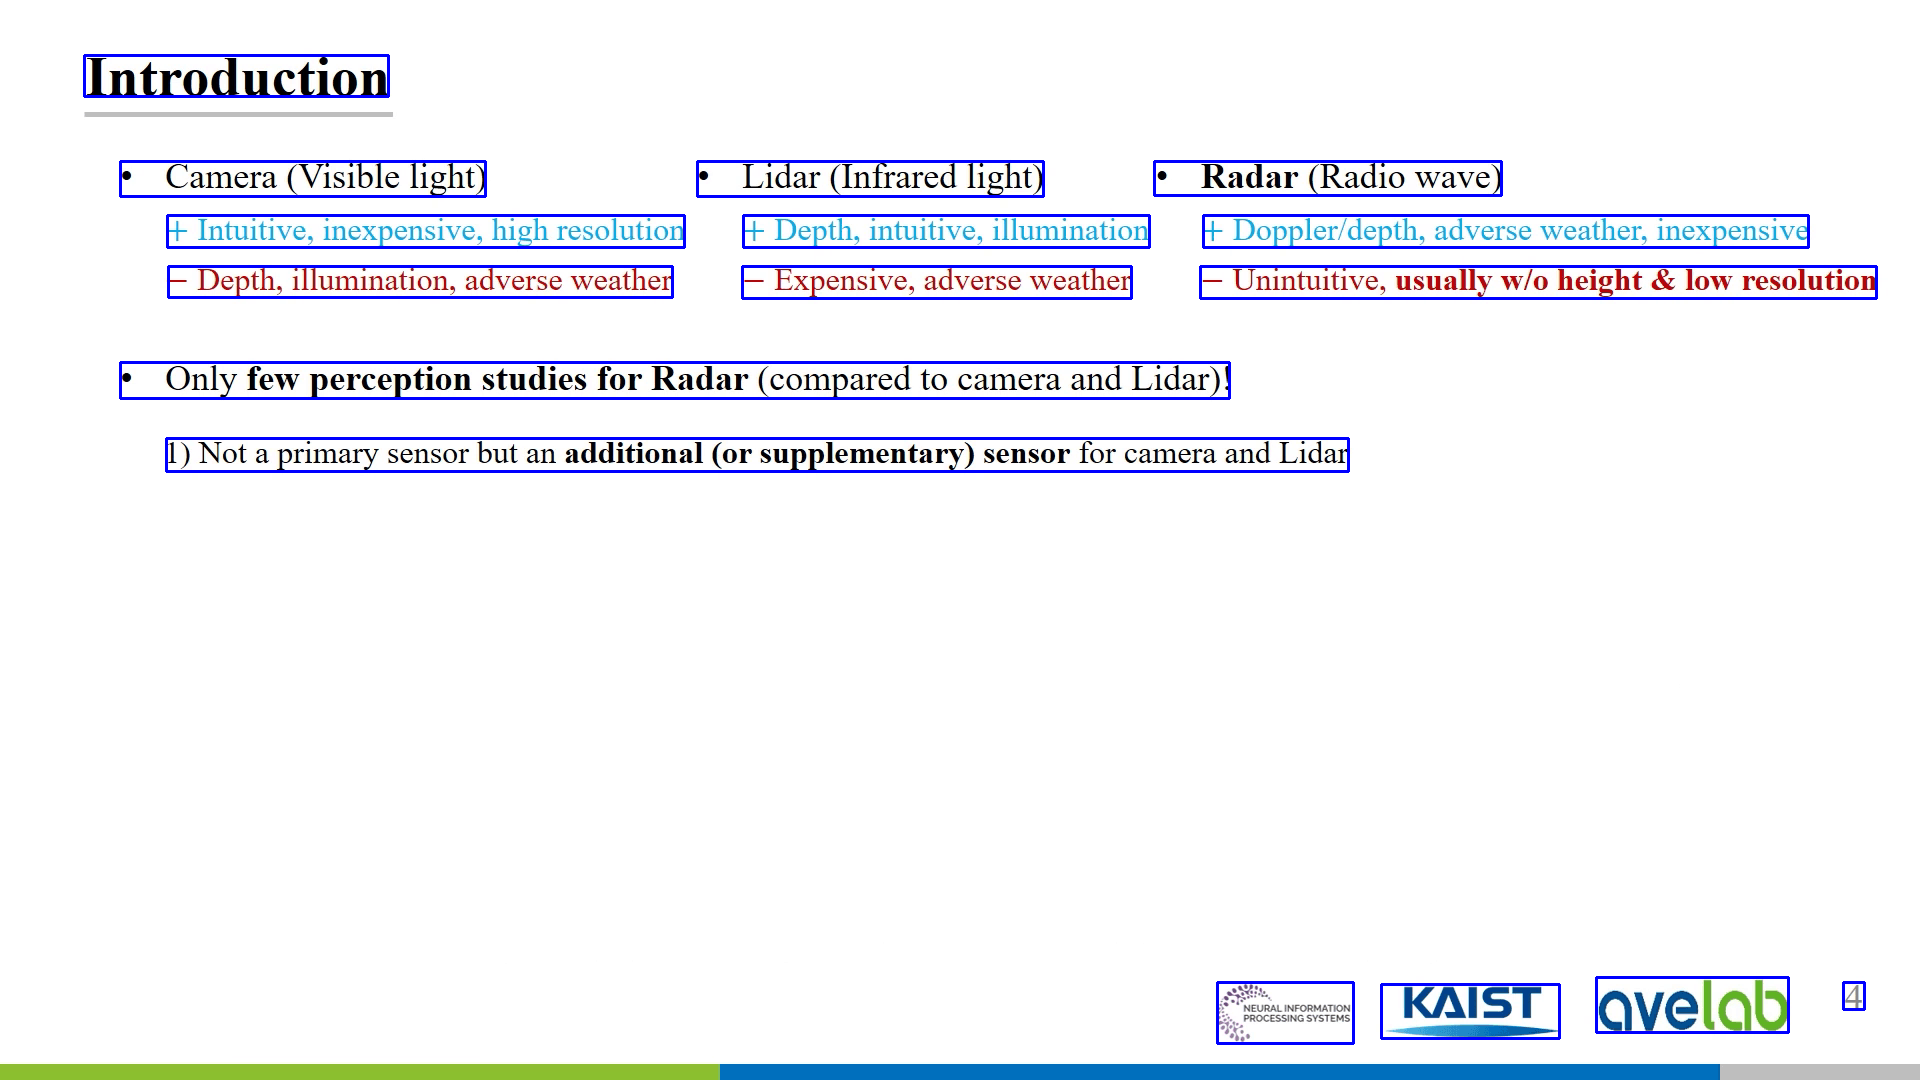 Introduction
• Camera (Visible light)
+ Intuitive, inexpensive, high resolution
− Depth, illumination, adverse weather
• Lidar (Infrared light)
+ Depth, intuitive, illumination
− Expensive, adverse weather
• Radar (Radio wave)
+ Doppler/depth, adverse weather, inexpensive
− Unintuitive, usually w/o height & low resolution
• Only few perception studies for Radar (compared to camera and Lidar)!
1) Not a primary sensor but an additional (or supplementary) sensor for camera and Lidar
NEURAL INFORMATION
PROCESSING SYSTEMS
KAIST
avelab
4